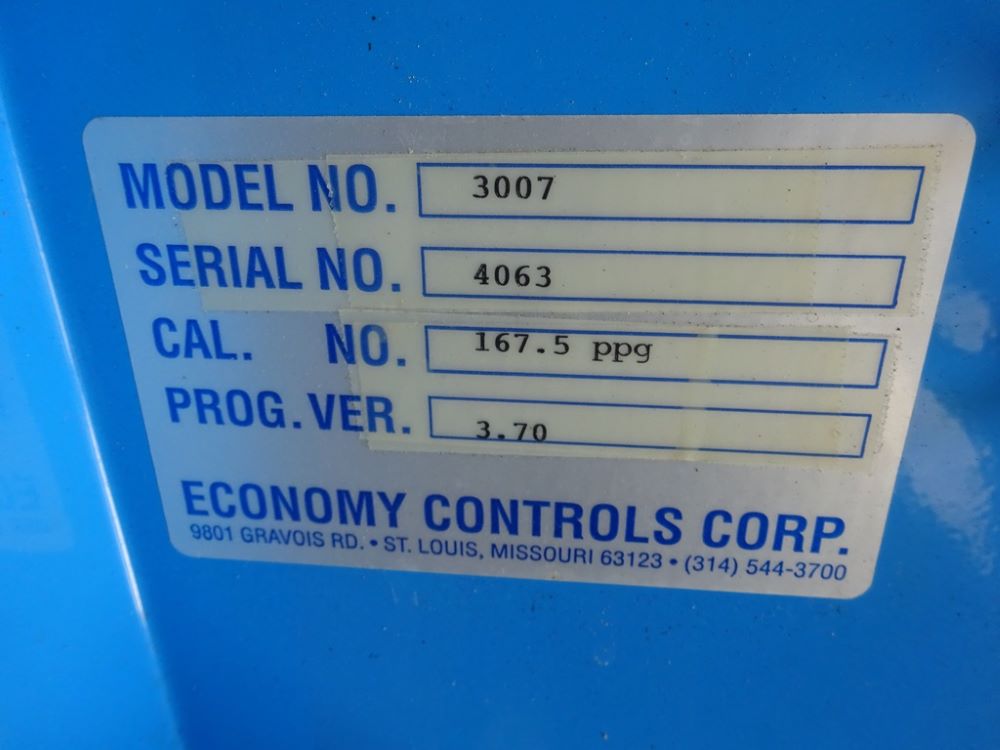 MODEL NO. 3007
SERIAL NO. 4063
CAL. NO. 167.5 ppg
PROG. VER. 3.70
ECONOMY CONTROLS CORP.
9801 GRAVOIS RD. • ST. LOUIS, MISSOURI 63123 • (314) 544-3700